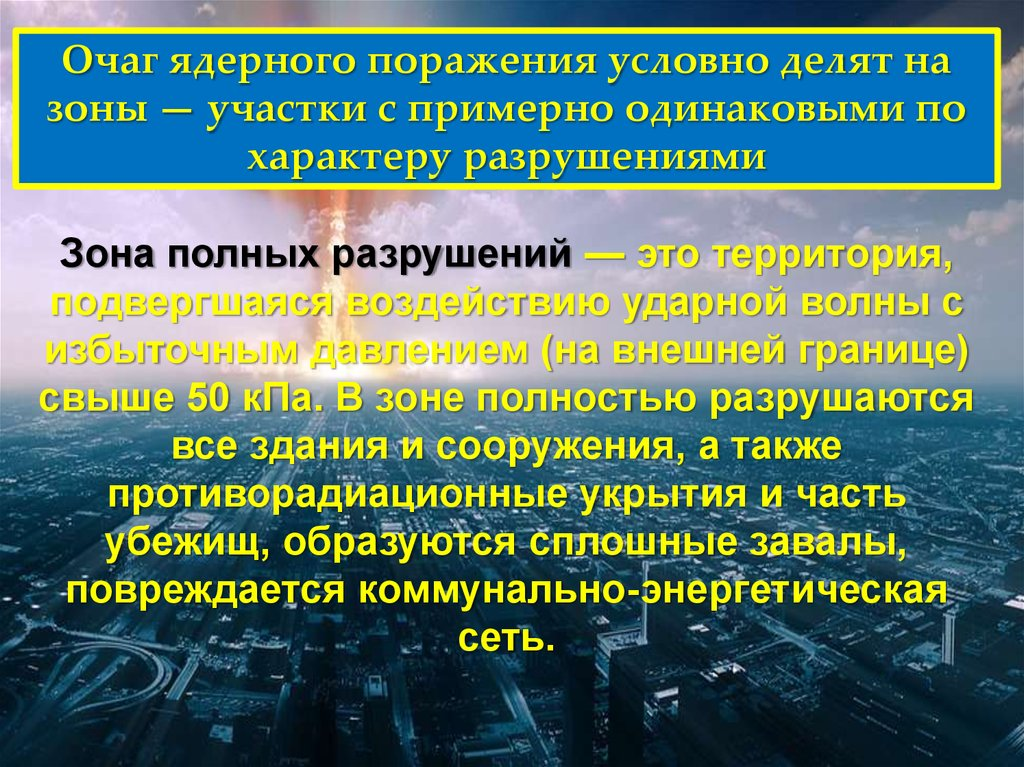 Очаг ядерного поражения условно делят на
зоны — участки с примерно одинаковыми по
характеру разрушениями
Зона полных разрушений — это территория,
подвергшаяся воздействию ударной волны с
избыточным давлением (на внешней границе)
свыше 50 кПа. В зоне полностью разрушаются
все здания и сооружения, а также
противорадиационные укрытия и часть
убежищ, образуются сплошные завалы,
повреждается коммунально-энергетическая
сеть.